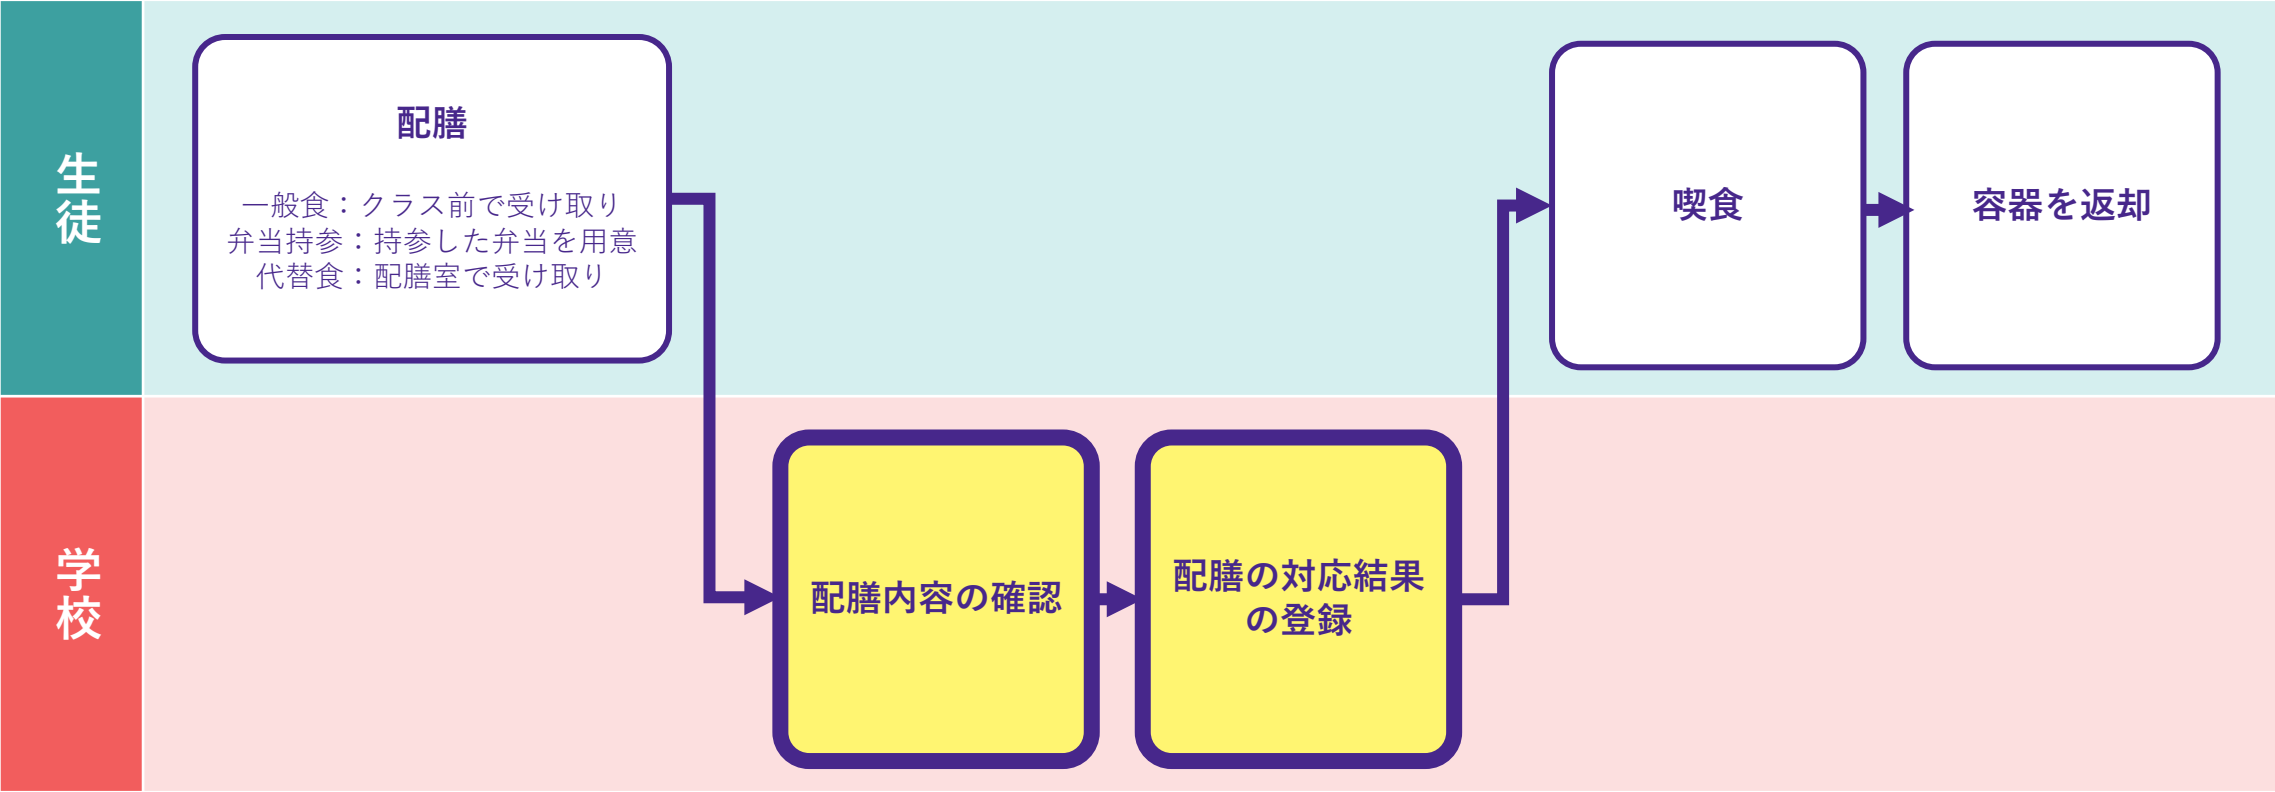 生徒
配膳
一般食：クラス前で受け取り
弁当持参：持参した弁当を用意
代替食：配膳室で受け取り
喫食
容器を返却
学校
配膳内容の確認
配膳の対応結果
の登録